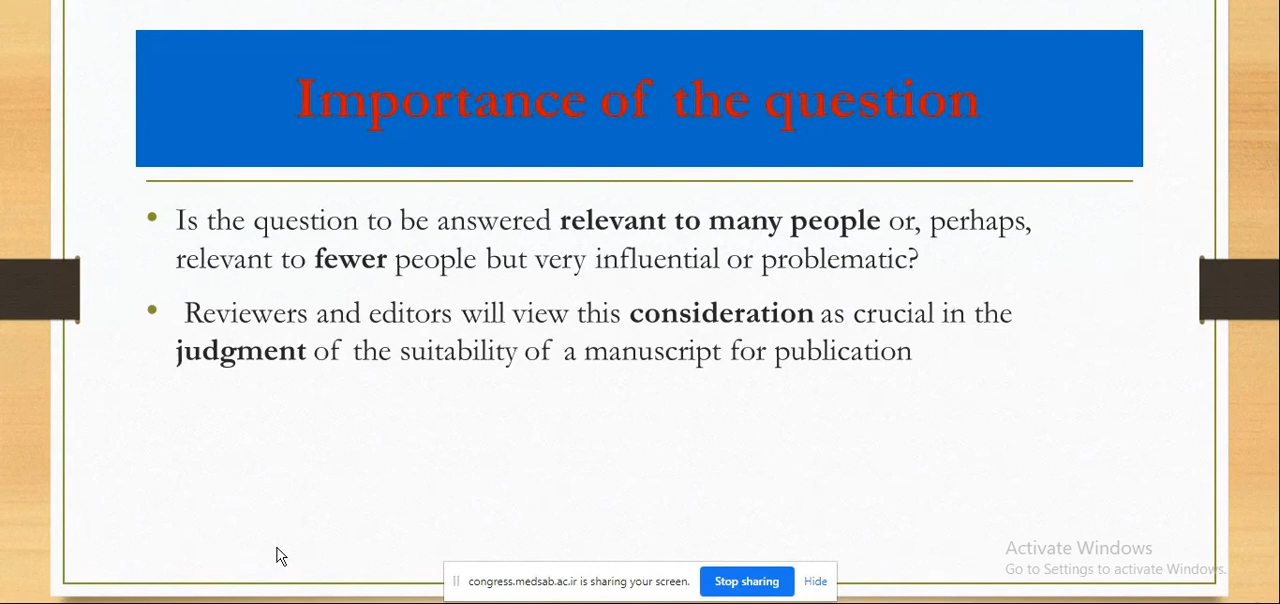 Importance of the question
• Is the question to be answered relevant to many people or, perhaps,
relevant to fewer people but very influential or problematic?
• Reviewers and editors will view this consideration as crucial in the
judgment of the suitability of a manuscript for publication
Activate Windows
Go to Settings to activate Windows.
congress.medsab.ac.ir is sharing your screen. Stop sharing Hide